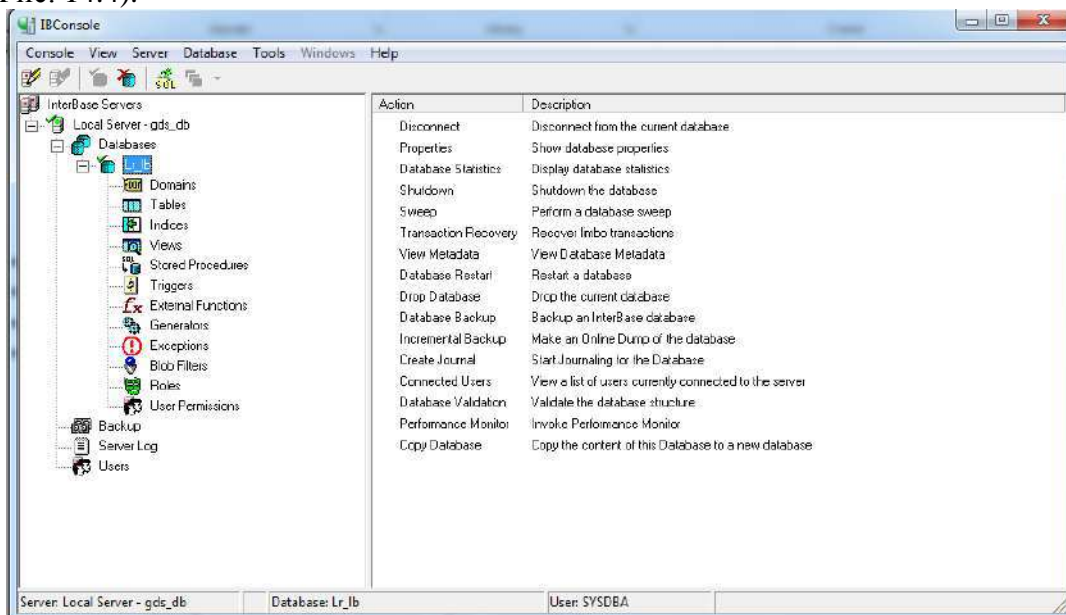 Рис. 14.4).
IBConsole
Console View Server Database Tools Windows Help
InterBase Servers
Local Server - gds_db
Databases
Lr_Ib
Domains
Tables
Indices
Views
Stored Procedures
Triggers
External Functions
Generators
Exceptions
Blob Filters
Roles
User Permissions
Backup
Server Log
Users
Action Description
Disconnect Disconnect from the current database
Properties Show database properties
Database Statistics Display database statistics
Shutdown Shutdown the database
Sweep Perform a database sweep
Transaction Recovery Recover limbo transactions
View Metadata View Database Metadata
Database Restart Restart a database
Drop Database Drop the current database
Database Backup Backup an InterBase database
Incremental Backup Make an Online Dump of the database
Create Journal Start Journaling for the Database
Connected Users View a list of users currently connected to the server
Database Validation Validate the database structure
Performance Monitor Invoke Performance Monitor
Copy Database Copy the content of this Database to a new database
Server: Local Server - gds_db Database: Lr_Ib User: SYSDBA